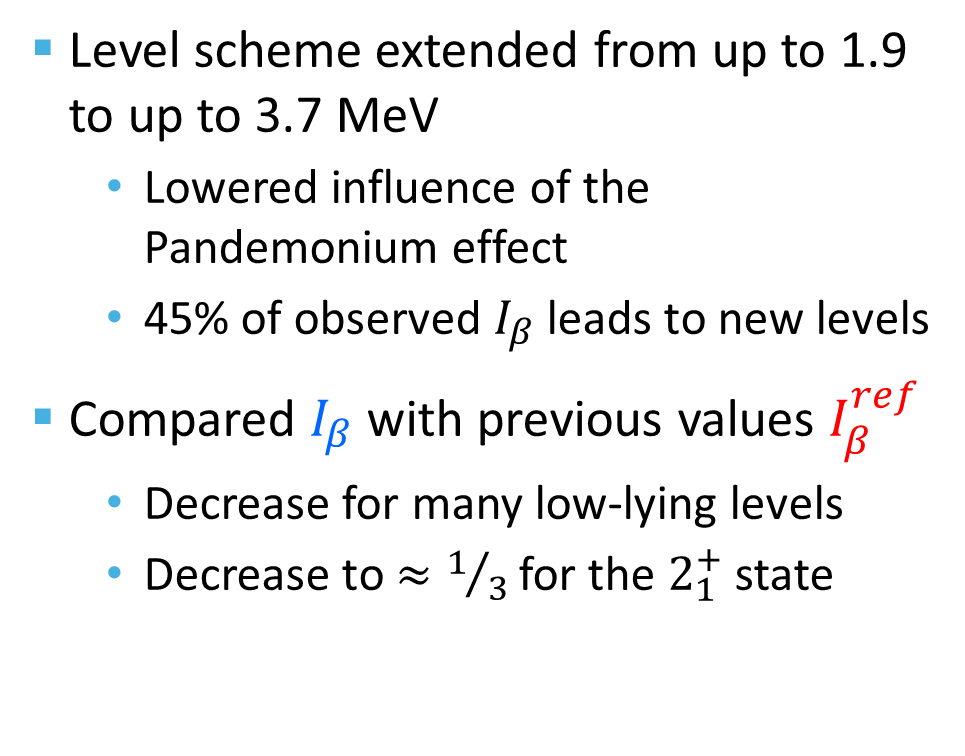 ▪ Level scheme extended from up to 1.9
to up to 3.7 MeV
• Lowered influence of the
Pandemonium effect
• 45% of observed $I_\beta$ leads to new levels
▪ Compared $I_\beta$ with previous values $I_\beta^{ref}$
• Decrease for many low-lying levels
• Decrease to ≈ $^1/_3$ for the $2_1^+$ state